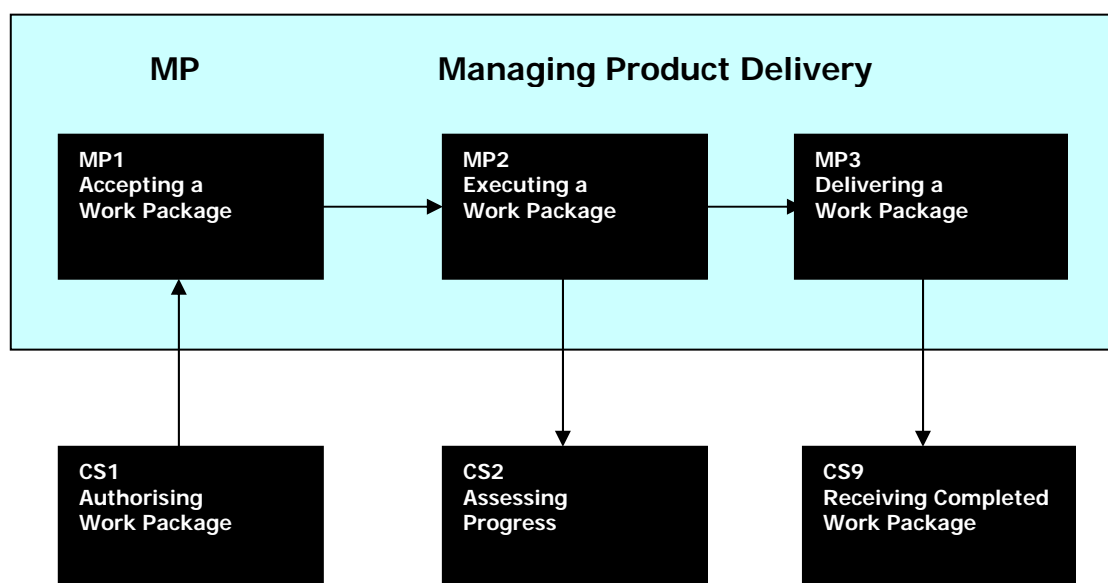 MP Managing Product Delivery
MP1
Accepting a
Work Package
MP2
Executing a
Work Package
MP3
Delivering a
Work Package
CS1
Authorising
Work Package
CS2
Assessing
Progress
CS9
Receiving Completed
Work Package